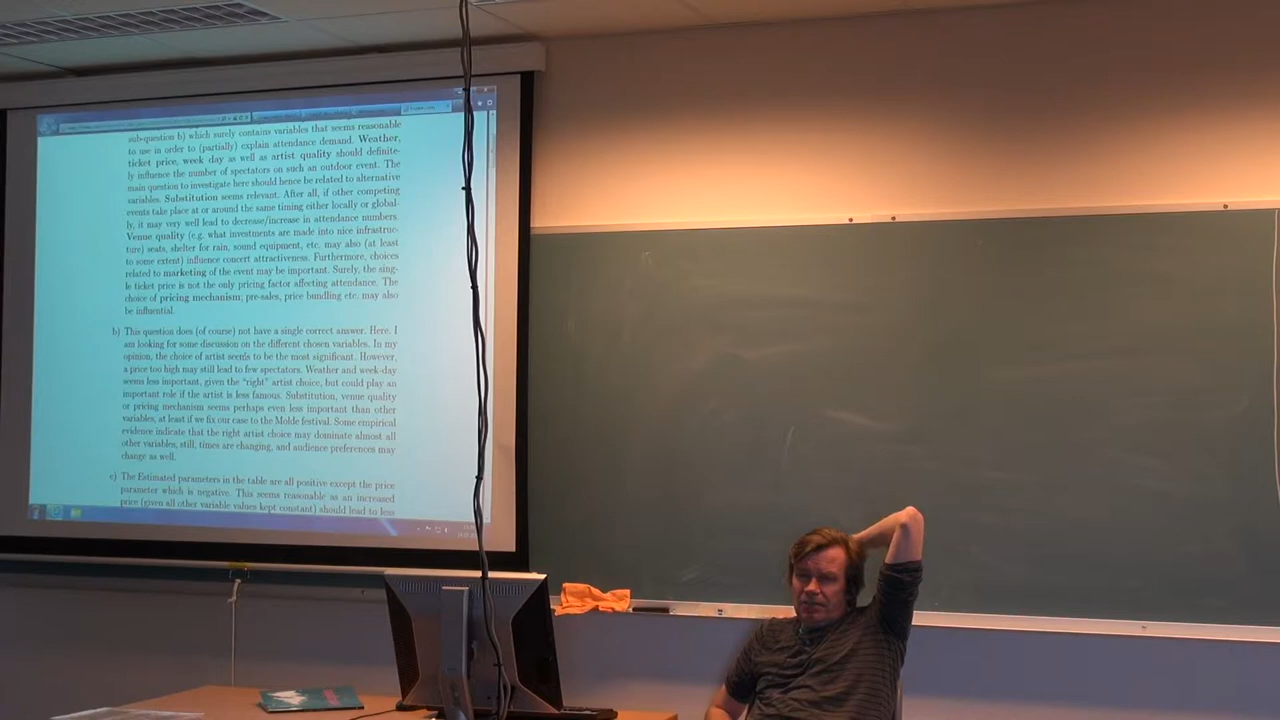 sub-question b) which surely contains variables that seems reasonable
to use in order to (partially) explain attendance demand. Weather,
ticket price, week day as well as artist quality should definite-
ly influence the number of spectators on such an outdoor event. The
main question to investigate here should hence be related to alternative
variables. Substitution seems relevant. After all, if other competing
events take place at or around the same timing either locally or global-
ly, it may very well lead to decrease/increase in attendance numbers.
Venue quality (e.g. what investments are made into nice infrastruc-
ture) seats, shelter for rain, sound equipment, etc. may also (at least
to some extent) influence concert attractiveness. Furthermore, choices
related to marketing of the event may be important. Surely, the sing-
le ticket price is not the only pricing factor affecting attendance. The
choice of pricing mechanism; pre-sales, price bundling etc. may also
be influential.
b) This question does (of course) not have a single correct answer. Here, I
am looking for some discussion on the different chosen variables. In my
opinion, the choice of artist seems to be the most significant. However,
a price too high may still lead to few spectators. Weather and week-day
seems less important, given the "right" artist choice, but could play an
important role if the artist is less famous. Substitution, venue quality
or pricing mechanism seems perhaps even less important than other
variables, at least if we fix our case to the Molde festival. Some empirical
evidence indicate that the right artist choice may dominate almost all
other variables, still, times are changing, and audience preferences may
change as well.
c) The Estimated parameters in the table are all positive except the price
parameter which is negative. This seems reasonable as an increased
price (given all other variable values kept constant) should lead to less